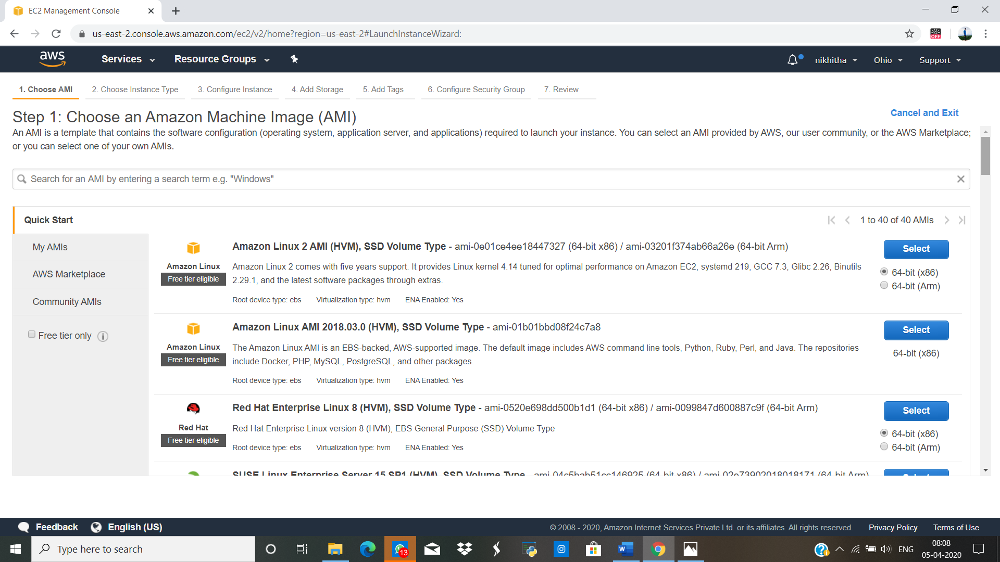 EC2 Management Console
us-east-2.console.aws.amazon.com/ec2/v2/home?region=us-east-2#LaunchInstanceWizard:
OFF
aws Services Resource Groups nikhitha Ohio Support
1. Choose AMI 2. Choose Instance Type 3. Configure Instance 4. Add Storage 5. Add Tags 6. Configure Security Group 7. Review
Step 1: Choose an Amazon Machine Image (AMI) Cancel and Exit
An AMI is a template that contains the software configuration (operating system, application server, and applications) required to launch your instance. You can select an AMI provided by AWS, our user community, or the AWS Marketplace;
or you can select one of your own AMIs.
Search for an AMI by entering a search term e.g. "Windows"
Quick Start 1 to 40 of 40 AMIs
My AMIs
AWS Marketplace
Community AMIs
Free tier only
Amazon Linux 2 AMI (HVM), SSD Volume Type - ami-0e01ce4ee18447327 (64-bit x86) / ami-03201f374ab66a26e (64-bit Arm)
Amazon Linux
Free tier eligible
Amazon Linux 2 comes with five years support. It provides Linux kernel 4.14 tuned for optimal performance on Amazon EC2, systemd 219, GCC 7.3, Glibc 2.26, Binutils
2.29.1, and the latest software packages through extras.
Root device type: ebs Virtualization type: hvm ENA Enabled: Yes
Select
64-bit (x86)
64-bit (Arm)
Amazon Linux AMI 2018.03.0 (HVM), SSD Volume Type - ami-01b01bbd08f24c7a8
Amazon Linux
Free tier eligible
The Amazon Linux AMI is an EBS-backed, AWS-supported image. The default image includes AWS command line tools, Python, Ruby, Perl, and Java. The repositories
include Docker, PHP, MySQL, PostgreSQL, and other packages.
Root device type: ebs Virtualization type: hvm ENA Enabled: Yes
Select
64-bit (x86)
Red Hat Enterprise Linux 8 (HVM), SSD Volume Type - ami-0520e698dd500b1d1 (64-bit x86) / ami-0099847d600887c9f (64-bit Arm)
Red Hat
Free tier eligible
Red Hat Enterprise Linux version 8 (HVM), EBS General Purpose (SSD) Volume Type
Root device type: ebs Virtualization type: hvm ENA Enabled: Yes
Select
64-bit (x86)
64-bit (Arm)
SUSE Linux Enterprise Server 15 SP1 (HVM), SSD Volume Type - ami-04c5bab51cc146925 (64-bit x86) / ami-02e73902018018171 (64-bit Arm)
Select
Feedback English (US) © 2008 - 2020, Amazon Internet Services Private Ltd. or its affiliates. All rights reserved. Privacy Policy Terms of Use
Type here to search 13 ENG 08:08
05-04-2020